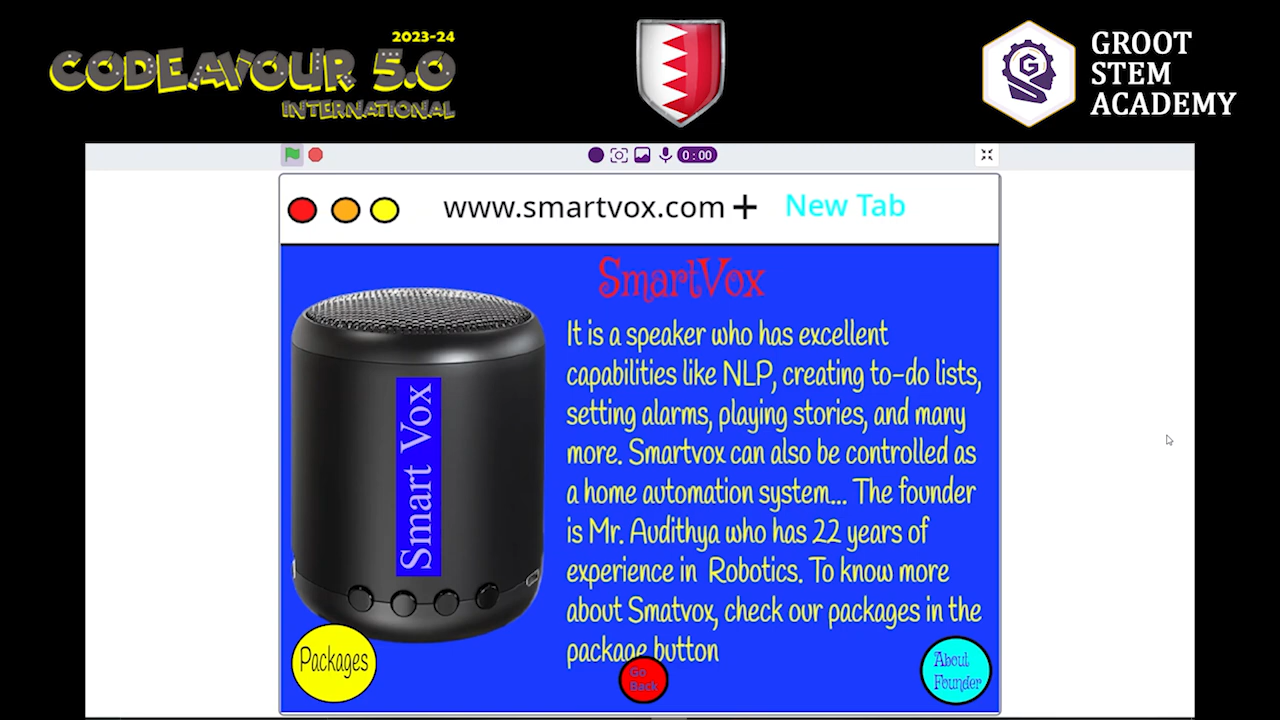 2023-24
CODEAVOUR 5.0
INTERNATIONAL
GROOT
STEM
ACADEMY
0:00
www.smartvox.com + New Tab
SmartVox
It is a speaker who has excellent
capabilities like NLP, creating to-do lists,
setting alarms, playing stories, and many
more. Smartvox can also be controlled as
a home automation system... The founder
is Mr. Audithya who has 22 years of
experience in Robotics. To know more
about Smatvox, check our packages in the
package button
Smart Vox
Packages
Go
Back
About
Founder